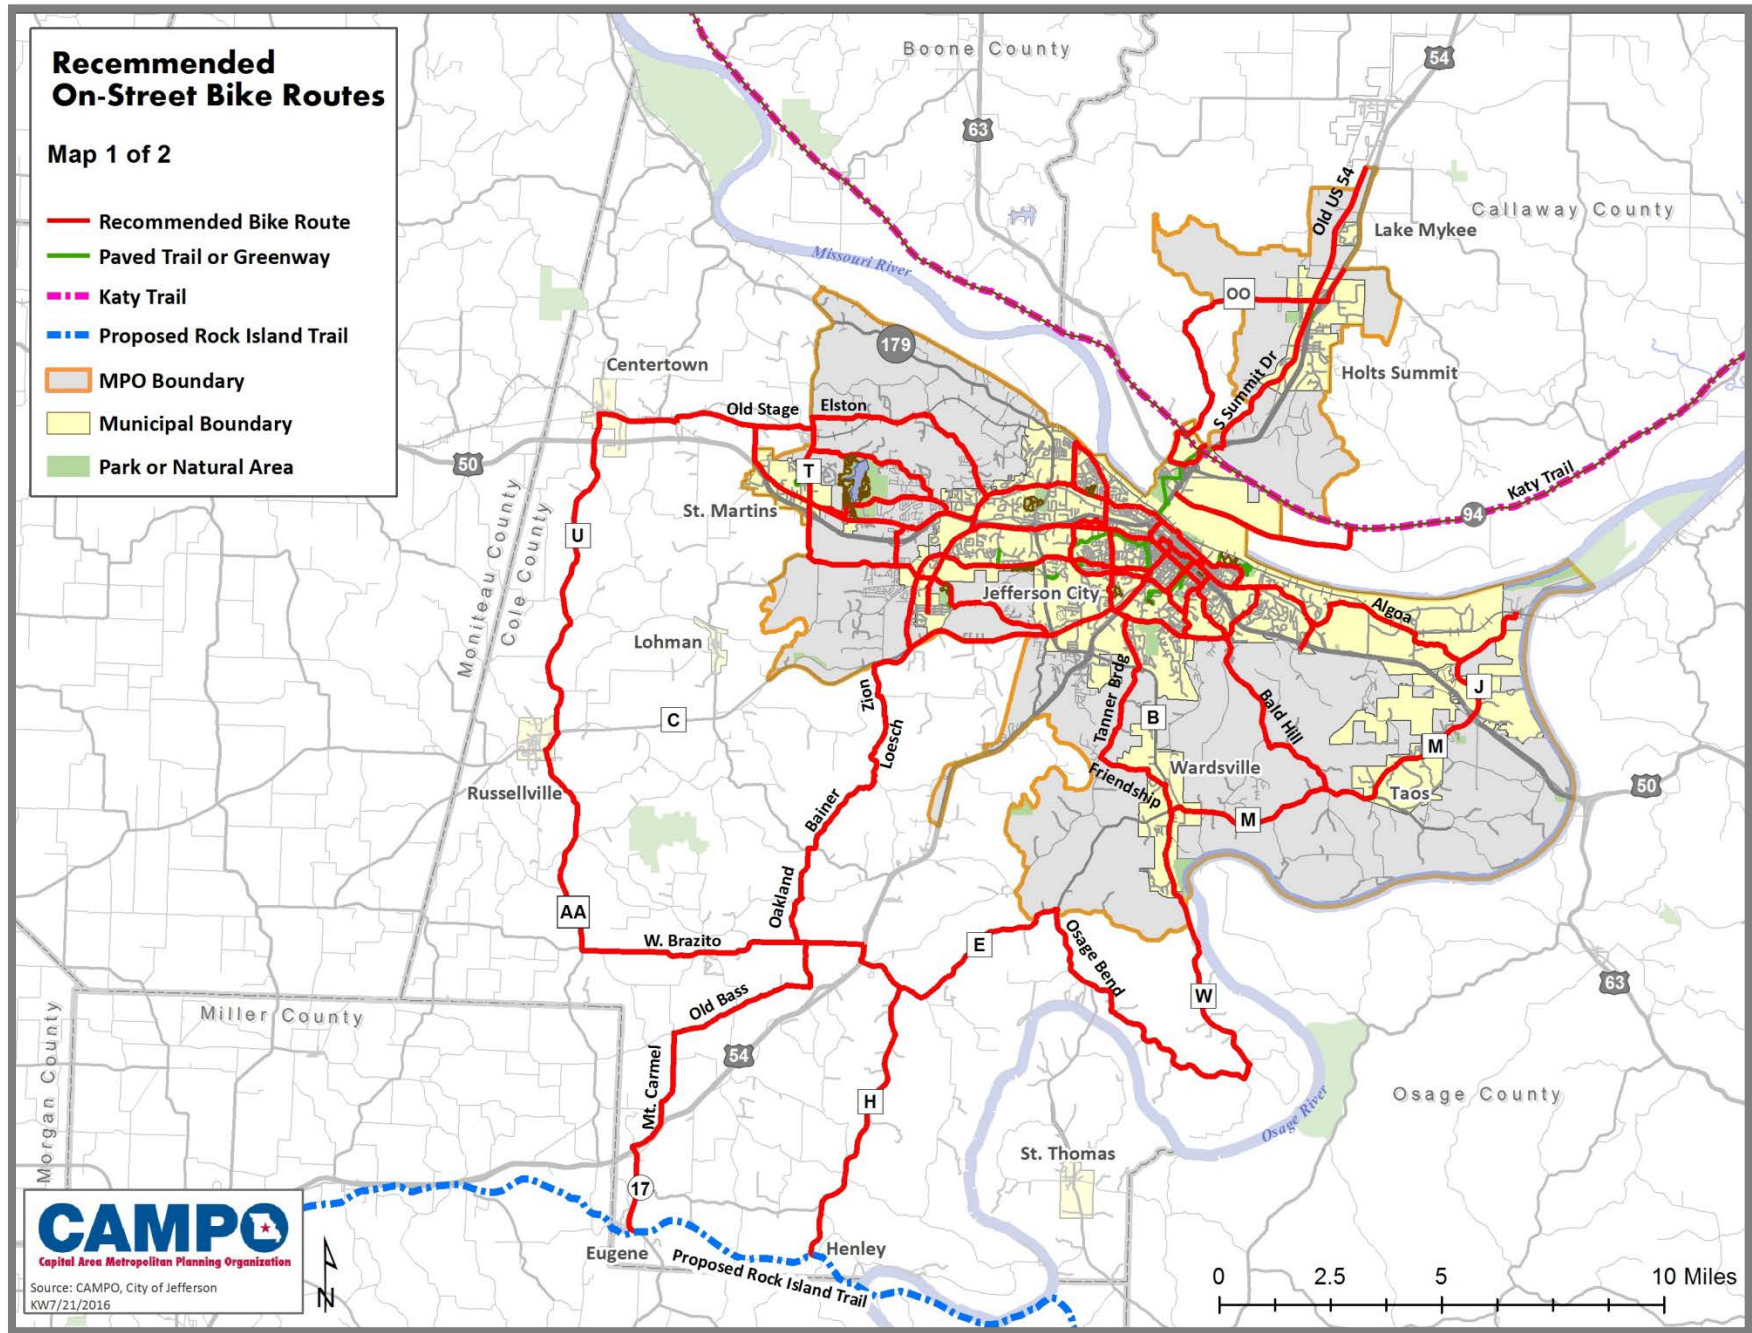 Recemmended
On-Street Bike Routes
Map 1 of 2
Recommended Bike Route
Paved Trail or Greenway
Katy Trail
Proposed Rock Island Trail
MPO Boundary
Municipal Boundary
Park or Natural Area
Boone County
54
63
Callaway County
Old US 54
Lake Mykee
Missouri River
OO
179
Centertown
Holts Summit
S Summit Dr
Old Stage
Elston
50
T
Katy Trail
94
St. Martins
U
Moniteau County
Cole County
Jefferson City
Algoa
Lohman
Zion
Tanner Brdg
Bald Hill
J
C
B
Loesch
M
Wardsville
Friendship
Russellville
Taos
50
Bainer
M
Oakland
AA
W. Brazito
E
Osage Bend
63
Old Bass
W
Miller County
Morgan County
54
Mt. Carmel
H
Osage River
Osage County
St. Thomas
17
Eugene
Henley
Proposed Rock Island Trail
CAMPO
Capital Area Metropolitan Planning Organization
Source: CAMPO, City of Jefferson
KW7/21/2016
N
0 2.5 5 10 Miles